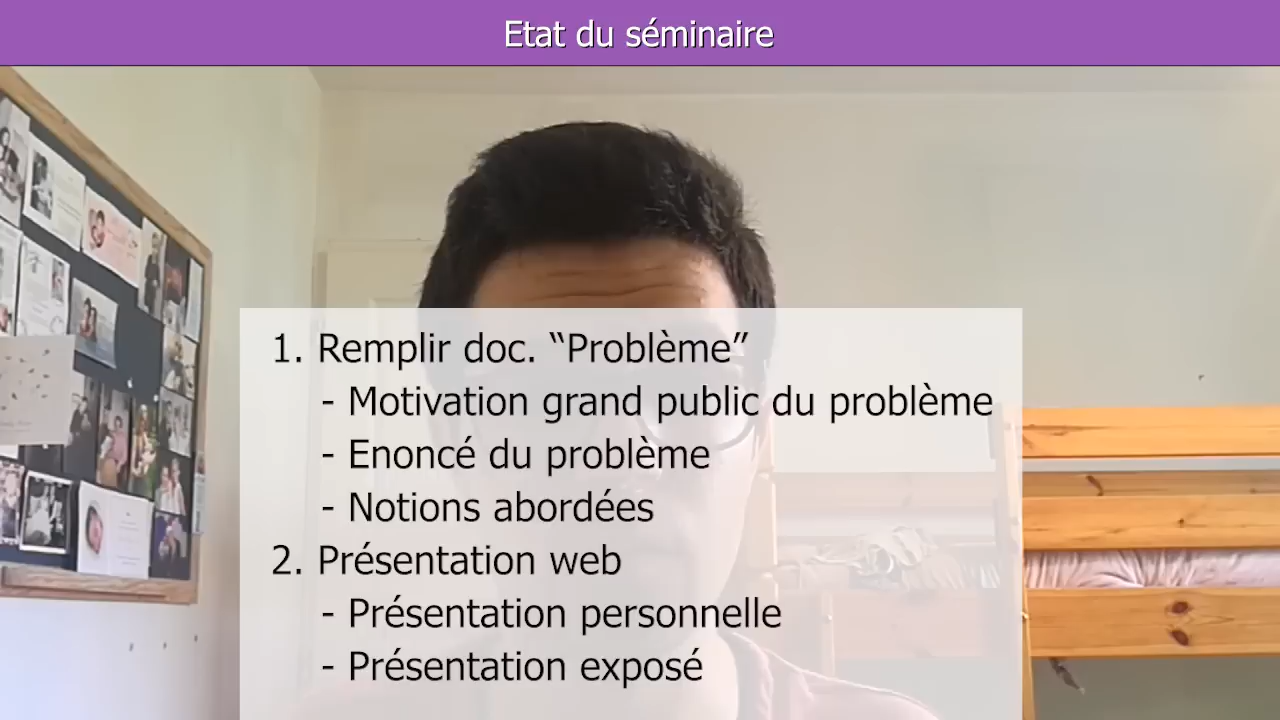 Etat du séminaire
1. Remplir doc. “Problème”
- Motivation grand public du problème
- Enoncé du problème
- Notions abordées
2. Présentation web
- Présentation personnelle
- Présentation exposé